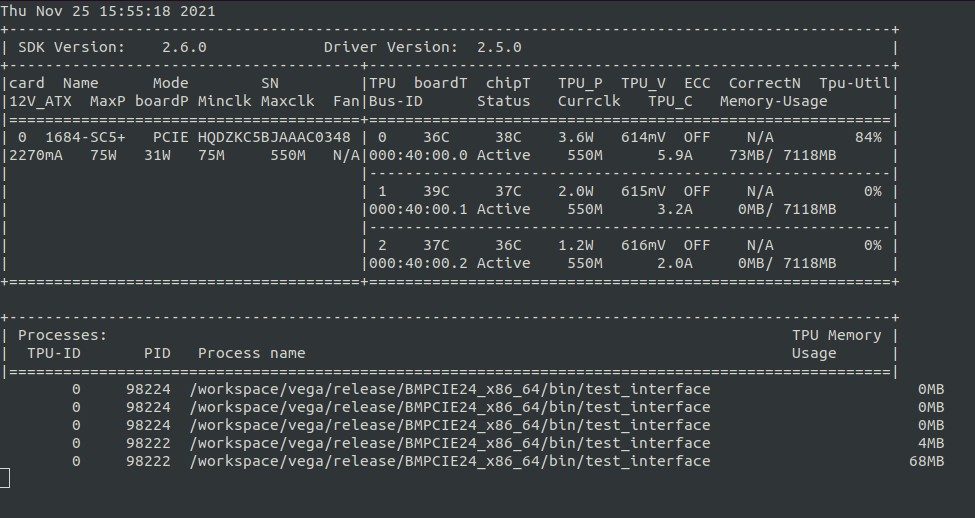 Thu Nov 25 15:55:18 2021
+--------------------------------------------------------------------------------------------------+
| SDK Version:    2.6.0             Driver Version:  2.5.0                                         |
+---------------------------------------+----------------------------------------------------------+
|card  Name      Mode        SN         |TPU  boardT  chipT   TPU_P  TPU_V  ECC  CorrectN  Tpu-Util|
|12V_ATX  MaxP boardP Minclk Maxclk  Fan|Bus-ID      Status   Currclk   TPU_C   Memory-Usage       |
|=======================================+==========================================================|
| 0  1684-SC5+   PCIE HQDZKC5BJAAAC0348 | 0    36C     38C    3.6W   614mV  OFF    N/A         84% |
|2270mA   75W   31W   75M    550M   N/A|000:40:00.0 Active    550M      5.9A    73MB/ 7118MB      |
|                                       |----------------------------------------------------------|
|                                       | 1    39C     37C    2.0W   615mV  OFF    N/A          0% |
|                                       |000:40:00.1 Active    550M      3.2A     0MB/ 7118MB      |
|                                       |----------------------------------------------------------|
|                                       | 2    37C     36C    1.2W   616mV  OFF    N/A          0% |
|                                       |000:40:00.2 Active    550M      2.0A     0MB/ 7118MB      |
+=======================================+==========================================================+
+--------------------------------------------------------------------------------------------------+
| Processes:                                                                            TPU Memory |
|  TPU-ID       PID   Process name                                                      Usage      |
|==================================================================================================|
        0     98224  /workspace/vega/release/BMPCIE24_x86_64/bin/test_interface                       0MB
        0     98224  /workspace/vega/release/BMPCIE24_x86_64/bin/test_interface                       0MB
        0     98224  /workspace/vega/release/BMPCIE24_x86_64/bin/test_interface                       0MB
        0     98222  /workspace/vega/release/BMPCIE24_x86_64/bin/test_interface                       4MB
        0     98222  /workspace/vega/release/BMPCIE24_x86_64/bin/test_interface                      68MB